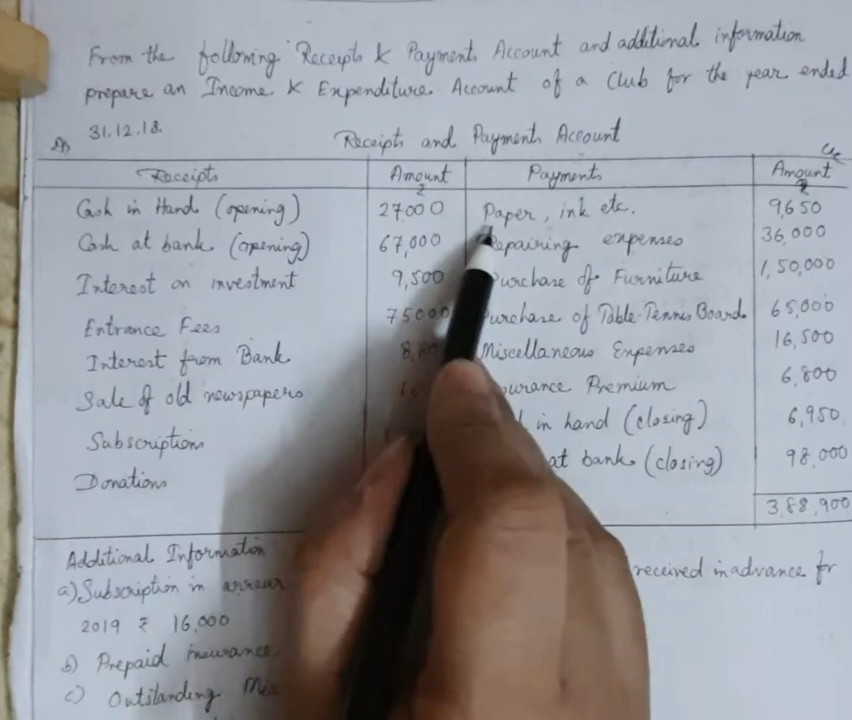 From the following Receipts & Payments Account and additional information
prepare an Income & Expenditure Account of a Club for the year ended
31.12.18.
Receipts and Payments Account
Dr Cr
Receipts Amount ₹ Payments Amount ₹
Cash in Hand (opening) 27000 Paper, ink etc. 9,650
Cash at bank (opening) 67,000 Repairing expenses 36,000
Interest on investment 9,500 Purchase of Furniture 1,50,000
Entrance Fees 75000 Purchase of Table-Tennis Board 65,000
Interest from Bank Miscellaneous Expenses 16,500
Sale of old newspapers Premium 6,800
Subscriptions in hand (closing) 6,950
Donations at bank (closing) 98,000
3,88,900
Additional Information
a) Subscription in arrear received in advance for
2019 ₹ 16,000
b) Prepaid insurance
c) Outstanding